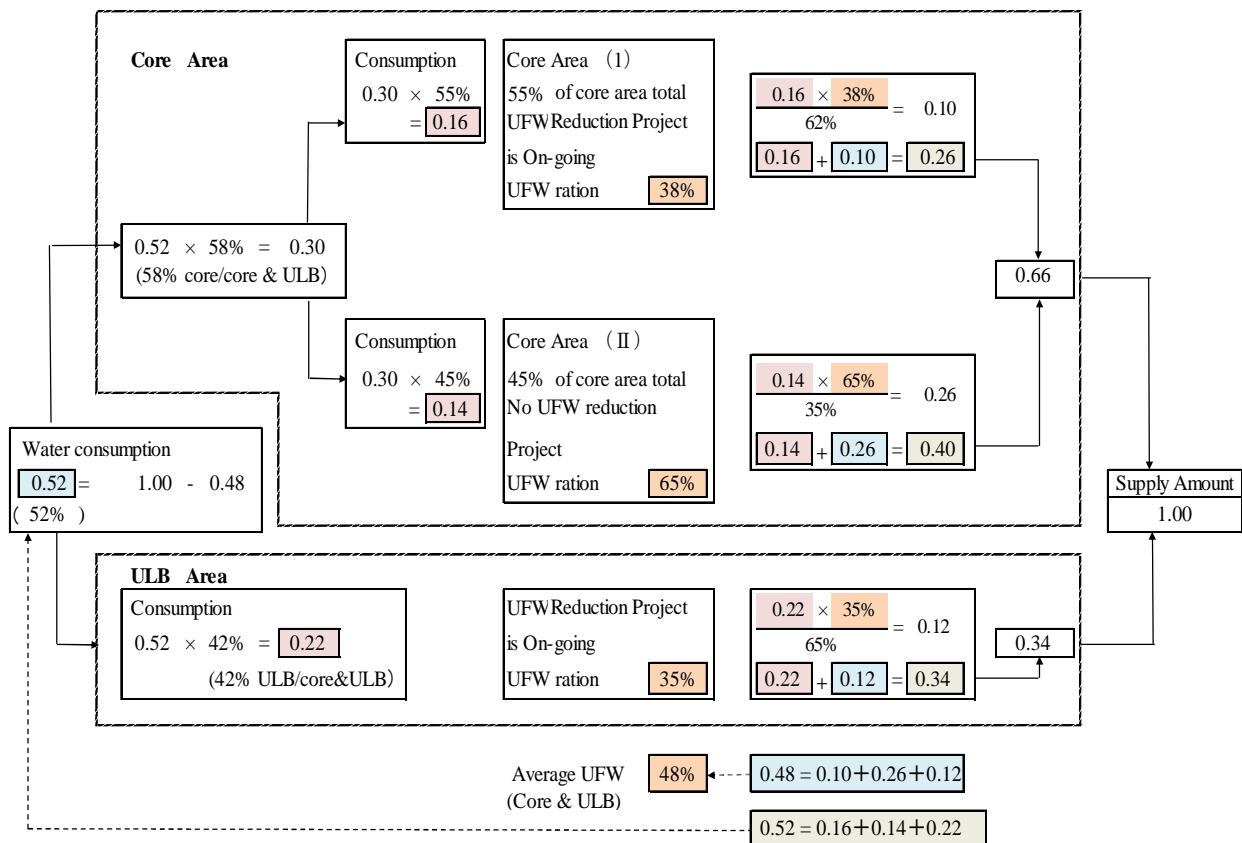 Core Area
Consumption
0.30 × 55%
= 0.16
Core Area (1)
55% of core area total
UFW Reduction Project
is On-going
UFW ration 38%
0.16 × 38%
62%
= 0.10
0.16 + 0.10 = 0.26
0.52 × 58% = 0.30
(58% core/core & ULB)
0.66
Consumption
0.30 × 45%
= 0.14
Core Area (II)
45% of core area total
No UFW reduction
Project
UFW ration 65%
0.14 × 65%
35%
= 0.26
0.14 + 0.26 = 0.40
Water consumption
0.52 = 1.00 - 0.48
( 52% )
Supply Amount
1.00
ULB Area
Consumption
0.52 × 42% = 0.22
(42% ULB/core&ULB)
UFW Reduction Project
is On-going
UFW ration 35%
0.22 × 35%
65%
= 0.12
0.22 + 0.12 = 0.34
0.34
Average UFW
(Core & ULB)
48%
0.48 = 0.10+0.26+0.12
0.52 = 0.16+0.14+0.22